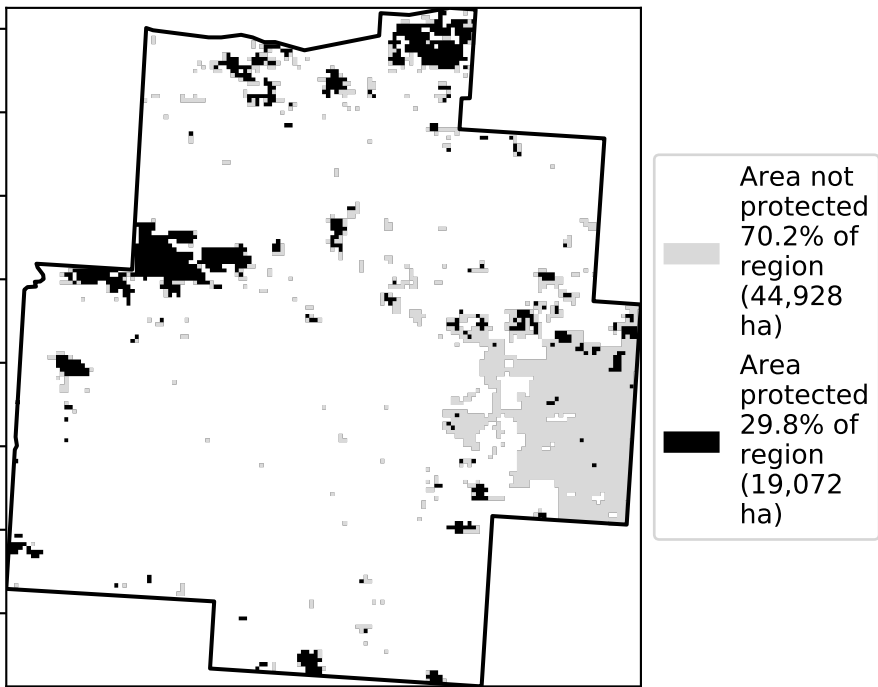 Area not
protected
70.2% of
region
(44,928
ha)
Area
protected
29.8% of
region
(19,072
ha)